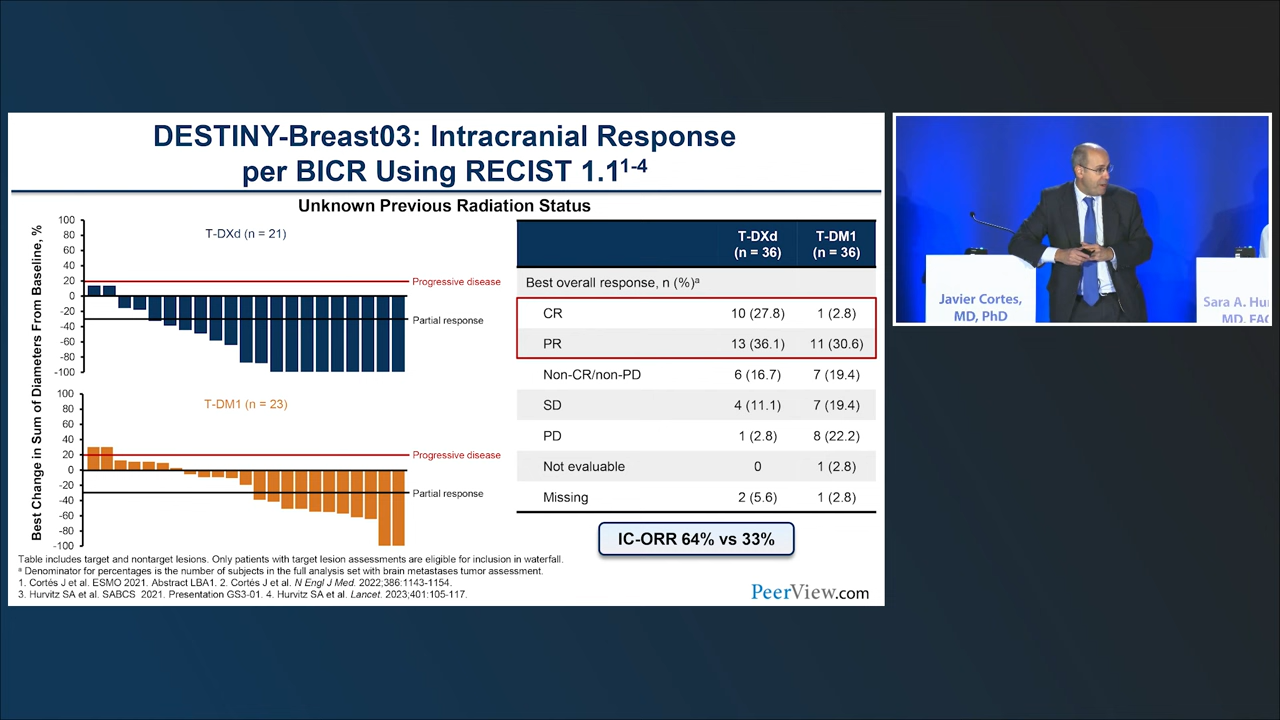 DESTINY-Breast03: Intracranial Response
per BICR Using RECIST 1.1¹⁻⁴
Unknown Previous Radiation Status
Best Change in Sum of Diameters From Baseline, %
100
80
60
40
20
0
-20
-40
-60
-80
-100
T-DXd (n = 21)
Progressive disease
Partial response
100
80
60
40
20
0
-20
-40
-60
-80
-100
T-DM1 (n = 23)
Progressive disease
Partial response
T-DXd (n = 36) T-DM1 (n = 36)
Best overall response, n (%)ᵃ
CR 10 (27.8) 1 (2.8)
PR 13 (36.1) 11 (30.6)
Non-CR/non-PD 6 (16.7) 7 (19.4)
SD 4 (11.1) 7 (19.4)
PD 1 (2.8) 8 (22.2)
Not evaluable 0 1 (2.8)
Missing 2 (5.6) 1 (2.8)
IC-ORR 64% vs 33%
Table includes target and nontarget lesions. Only patients with target lesion assessments are eligible for inclusion in waterfall.
ᵃ Denominator for percentages is the number of subjects in the full analysis set with brain metastases tumor assessment.
1. Cortés J et al. ESMO 2021. Abstract LBA1. 2. Cortés J et al. N Engl J Med. 2022;386:1143-1154.
3. Hurvitz SA et al. SABCS 2021. Presentation GS3-01. 4. Hurvitz SA et al. Lancet. 2023;401:105-117.
PeerView.com
Javier Cortes,
MD, PhD
Sara A. Hu
MD, FAC